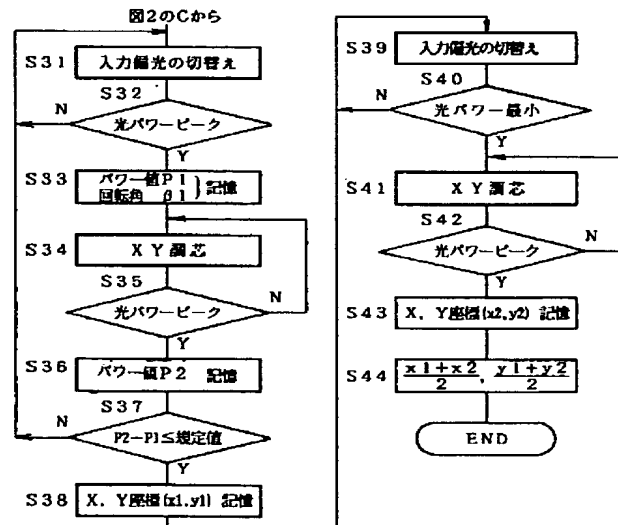 図2のCから
S31
入力偏光の切替え
S32
N
光パワーピーク
Y
S33
パワー値P1
回転角 θ1
}記憶
S34
XY調芯
S35
N
光パワーピーク
Y
S36
パワー値P2 記憶
S37
N
P2-P1≤規定値
Y
S38
X,Y座標(x1,y1) 記憶
S39
入力偏光の切替え
S40
N
光パワー最小
Y
S41
XY調芯
S42
光パワーピーク
N
Y
S43
X,Y座標(x2,y2) 記憶
S44
x1+x2/2, y1+y2/2
END